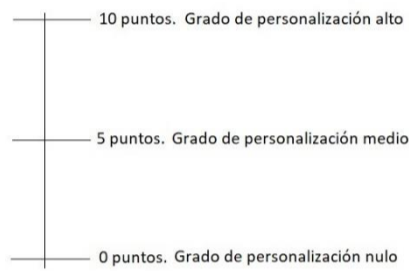 10 puntos. Grado de personalización alto
5 puntos. Grado de personalización medio
0 puntos. Grado de personalización nulo